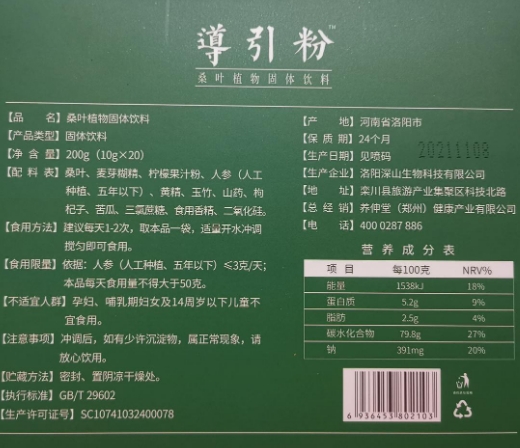 導引粉™
桑叶植物固体饮料
【品 名】桑叶植物固体饮料
【产品类型】固体饮料
【净 含 量】200g（10g×20）
【配 料 表】桑叶、麦芽糊精、柠檬果汁粉、人参（人工
种植、五年以下）、黄精、玉竹、山药、枸
杞子、苦瓜、三氯蔗糖、食用香精、二氧化硅。
【食用方法】建议每天1-2次，取本品一袋，适量开水冲调
搅匀即可食用。
【食用限量】依据：人参（人工种植、五年以下）≤3克/天；
本品每天食用量不得大于50克。
【不适宜人群】孕妇、哺乳期妇女及14周岁以下儿童不
宜食用。
【注意事项】冲调后，如有少许沉淀物，属正常现象，请
放心饮用。
【贮藏方法】密封、置阴凉干燥处。
【执行标准】GB/T 29602
【生产许可证号】SC10741032400078
【产 地】河南省洛阳市
【保 质 期】24个月
【生产日期】见喷码 20211108
【生产企业】洛阳深山生物科技有限公司
【地 址】栾川县旅游产业集聚区科技北路
【总 经 销】养伸堂（郑州）健康产业有限公司
【电 话】400 0287 886
营养成分表
项 目 每100克 NRV%
能量 1538kJ 18%
蛋白质 5.2g 9%
脂肪 2.5g 4%
碳水化合物 79.8g 27%
钠 391mg 20%
6 936453 802103